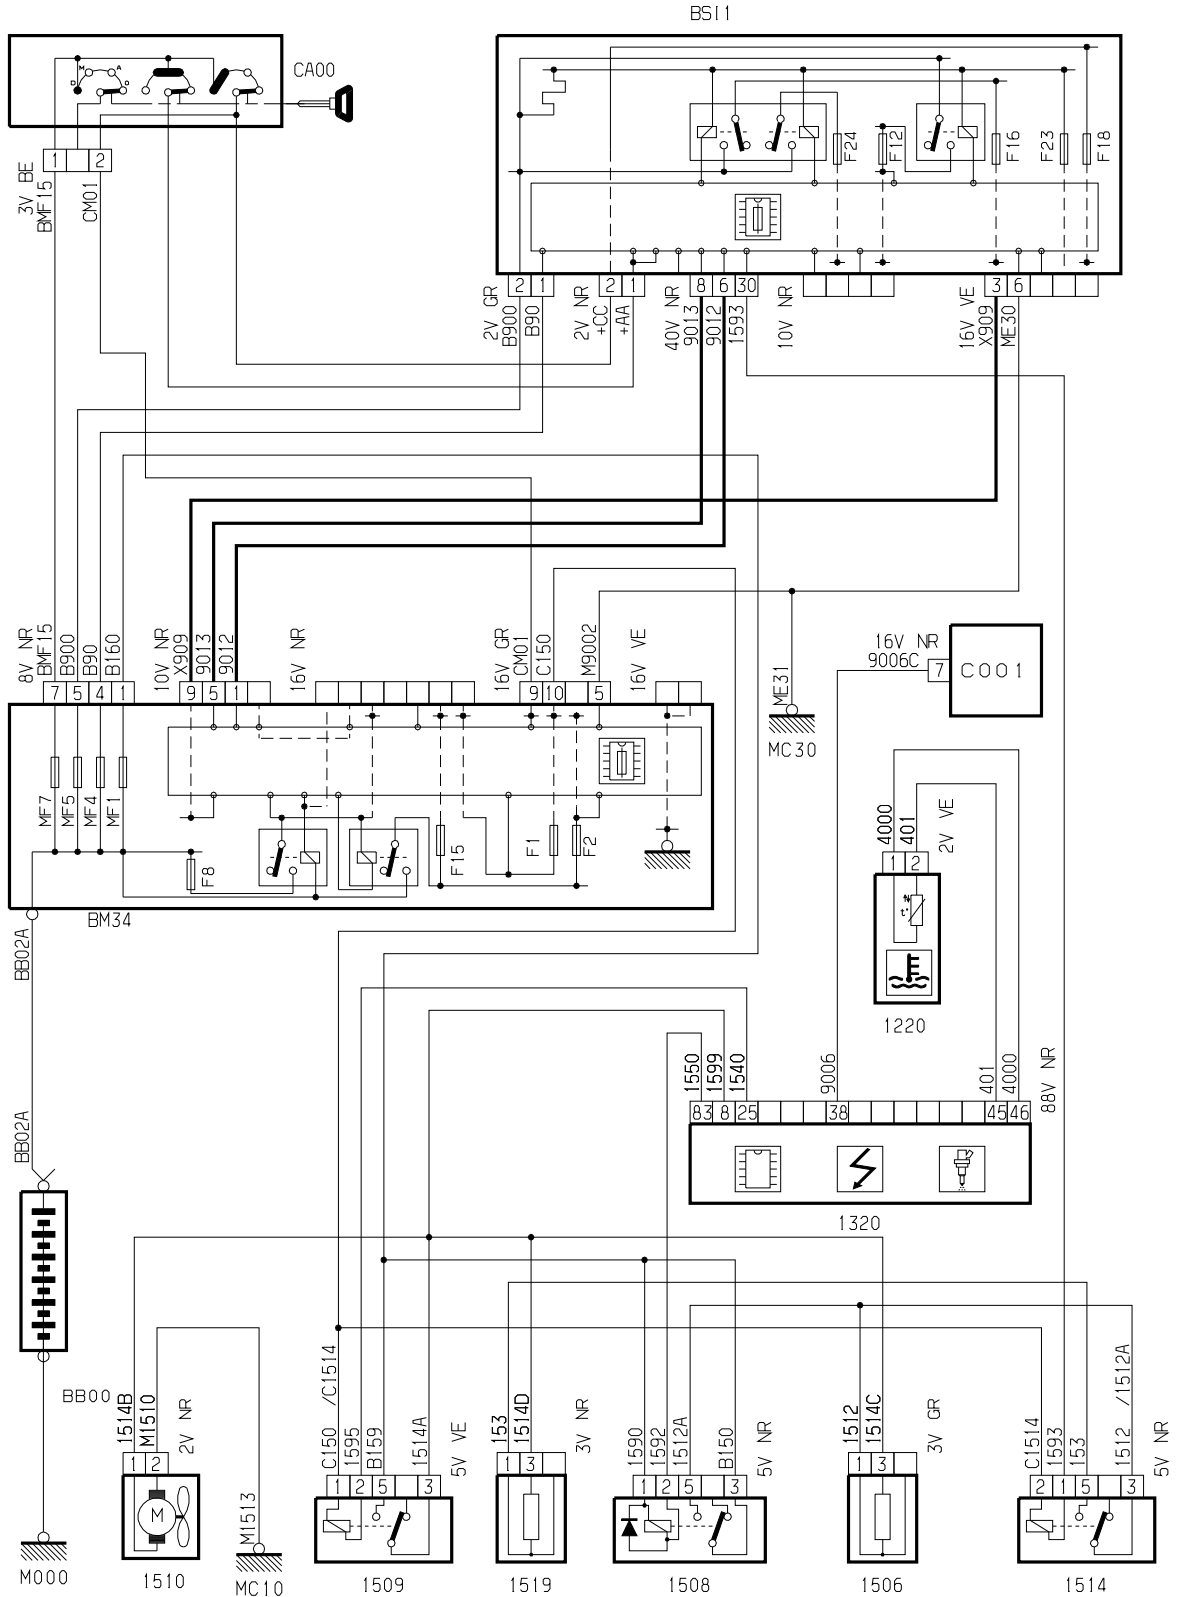 BSI1
CA00
M
A
D
O
1
2
3V BE
BMF15
CM01
F24
F12
F16
F23
F18
2
1
2
1
8
6
30
3
6
2V GR
B900
B90
2V NR
+CC
+AA
40V NR
9013
9012
1593
10V NR
16V VE
X909
ME30
8V NR
BMF15
B900
B90
B160
10V NR
X909
9013
9012
16V NR
16V GR
CM01
C150
M9002
16V VE
7
5
4
1
9
5
1
9
10
5
ME31
MC30
16V NR
9006C
7
C001
MF7
MF5
MF4
MF1
F8
F15
F1
F2
BM34
4000
401
2V VE
1
2
t°
1220
BB02A
BB02A
1550
1599
1540
9006
401
4000
88V NR
83
8
25
38
45
46
1320
BB00
M000
1514B
M1510
2V NR
1
2
M
1510
M1513
MC10
C150
/C1514
1595
B159
1514A
5V VE
1
2
5
3
1509
153
1514D
3V NR
1
3
1519
1590
1592
1512A
B150
5V NR
1
2
5
3
1508
1512
1514C
3V GR
1
3
1506
C1514
1593
153
1512
/1512A
5V NR
2
1
5
3
1514